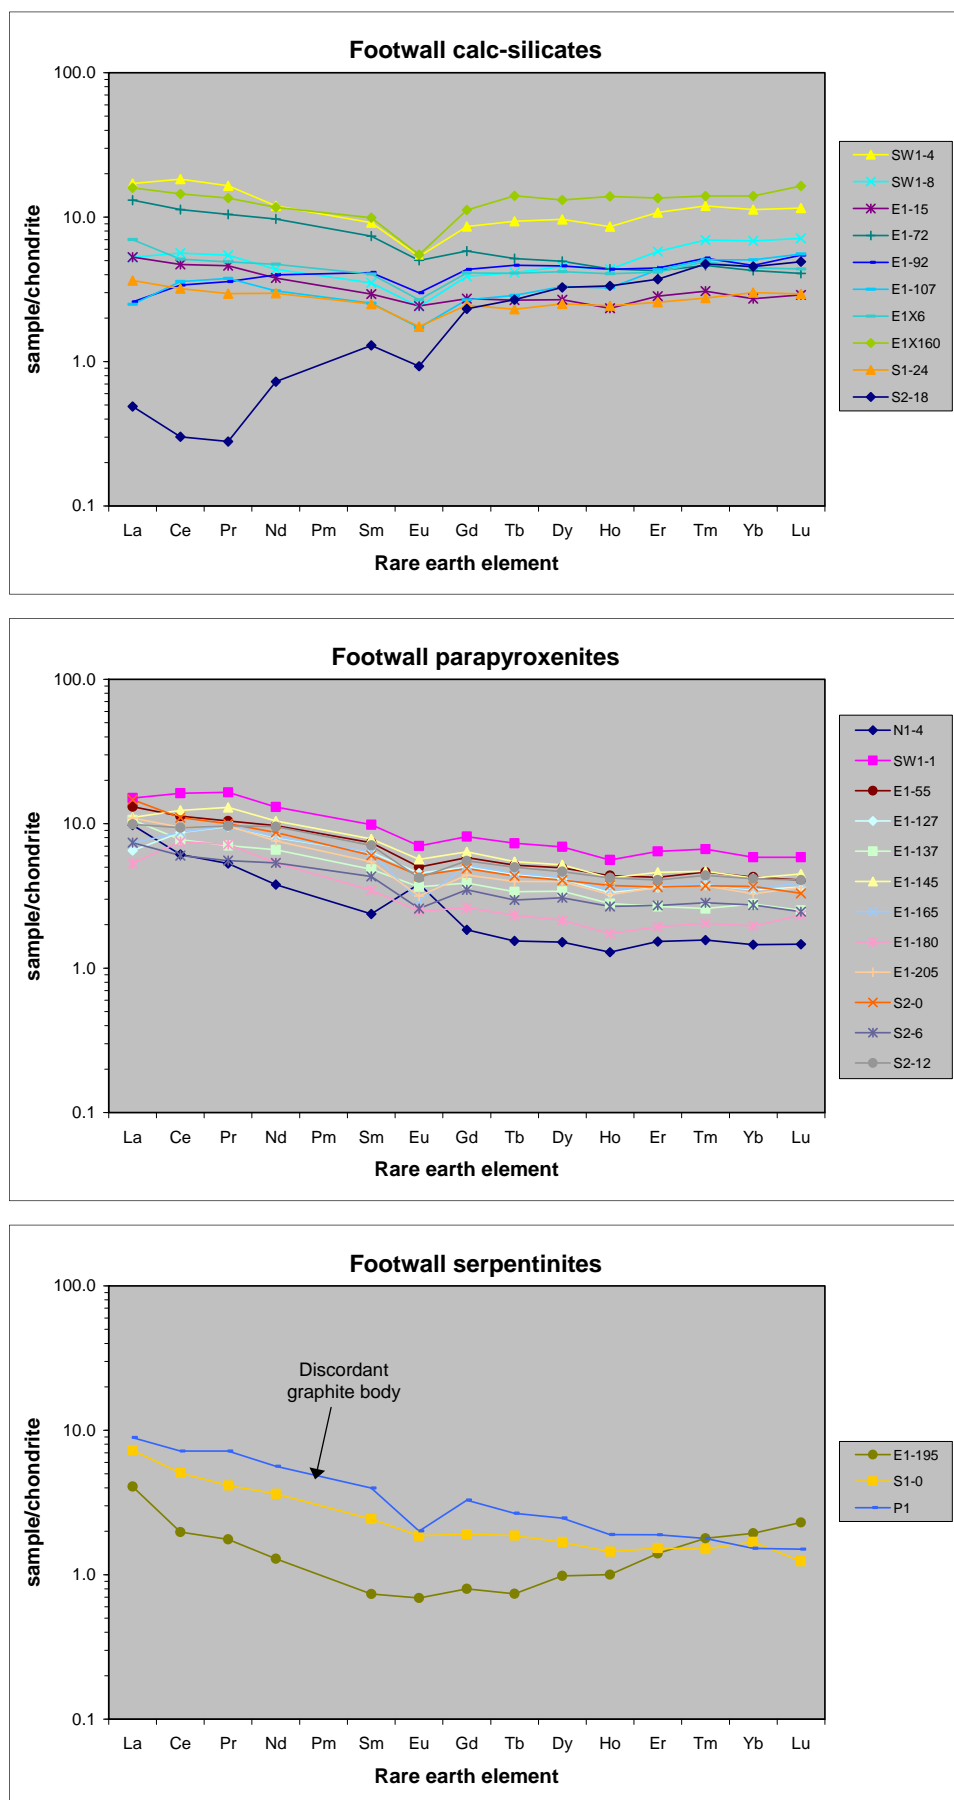 Footwall calc-silicates
100.0
10.0
1.0
0.1
sample/chondrite
La Ce Pr Nd Pm Sm Eu Gd Tb Dy Ho Er Tm Yb Lu
Rare earth element
SW1-4
SW1-8
E1-15
E1-72
E1-92
E1-107
E1X6
E1X160
S1-24
S2-18
Footwall parapyroxenites
100.0
10.0
1.0
0.1
sample/chondrite
La Ce Pr Nd Pm Sm Eu Gd Tb Dy Ho Er Tm Yb Lu
Rare earth element
N1-4
SW1-1
E1-55
E1-127
E1-137
E1-145
E1-165
E1-180
E1-205
S2-0
S2-6
S2-12
Footwall serpentinites
100.0
10.0
1.0
0.1
sample/chondrite
Discordant
graphite body
La Ce Pr Nd Pm Sm Eu Gd Tb Dy Ho Er Tm Yb Lu
Rare earth element
E1-195
S1-0
P1